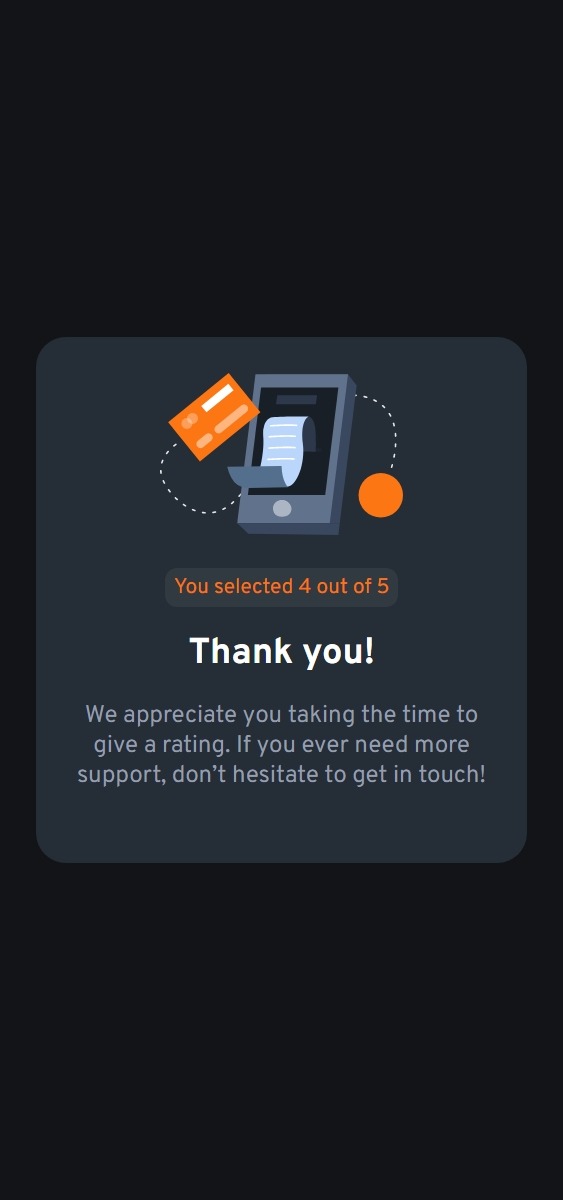 You selected 4 out of 5
Thank you!
We appreciate you taking the time to
give a rating. If you ever need more
support, don’t hesitate to get in touch!